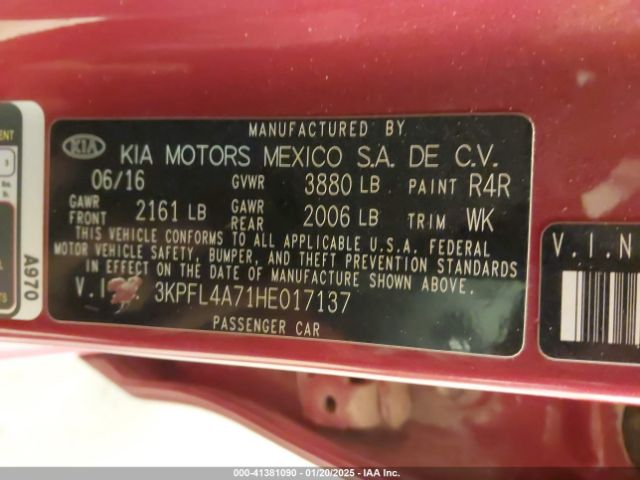 MANUFACTURED BY
KIA KIA MOTORS MEXICO S.A. DE C.V.
06/16 GVWR 3880 LB PAINT R4R
GAWR FRONT 2161 LB GAWR REAR 2006 LB TRIM WK
THIS VEHICLE CONFORMS TO ALL APPLICABLE U.S.A. FEDERAL
MOTOR VEHICLE SAFETY, BUMPER, AND THEFT PREVENTION STANDARDS
IN EFFECT ON THE DATE OF MANUFACTURE SHOWN ABOVE.
V.I 3KPFL4A71HE017137
PASSENGER CAR
A970
V.I.N
000-41381090 - 01/20/2025 - IAAI.com